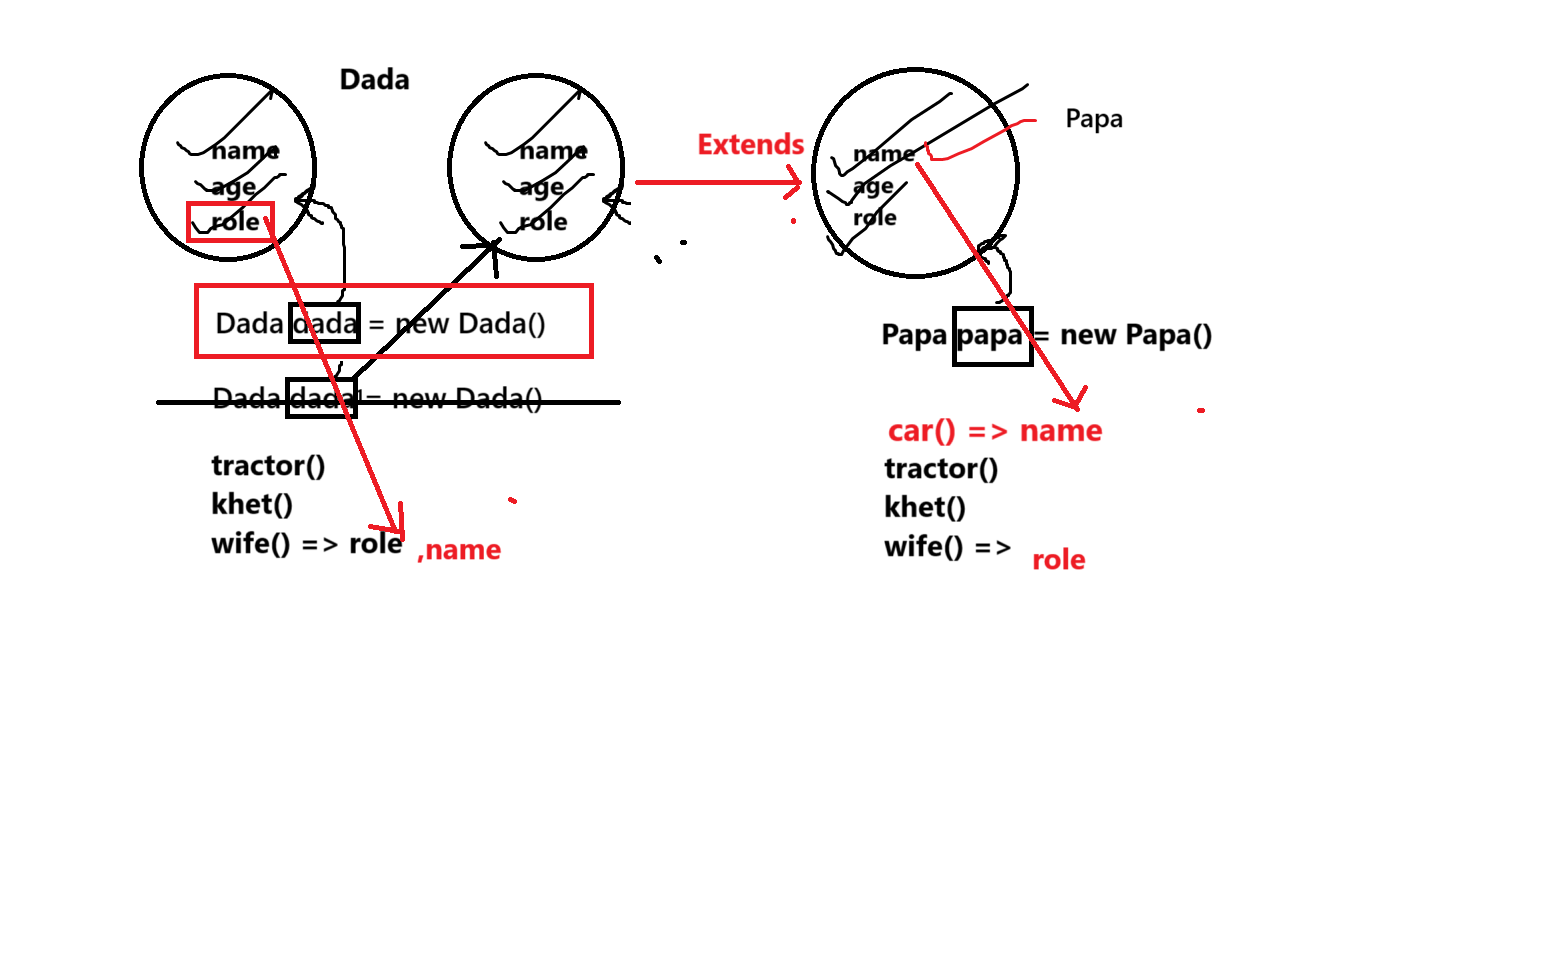 Dada
name
age
role
name
age
role
Extends
name
age
role
Papa
Dada dada = new Dada()
Dada dada1= new Dada()
tractor()
khet()
wife() => role ,name
Papa papa = new Papa()
car() => name
tractor()
khet()
wife() => role